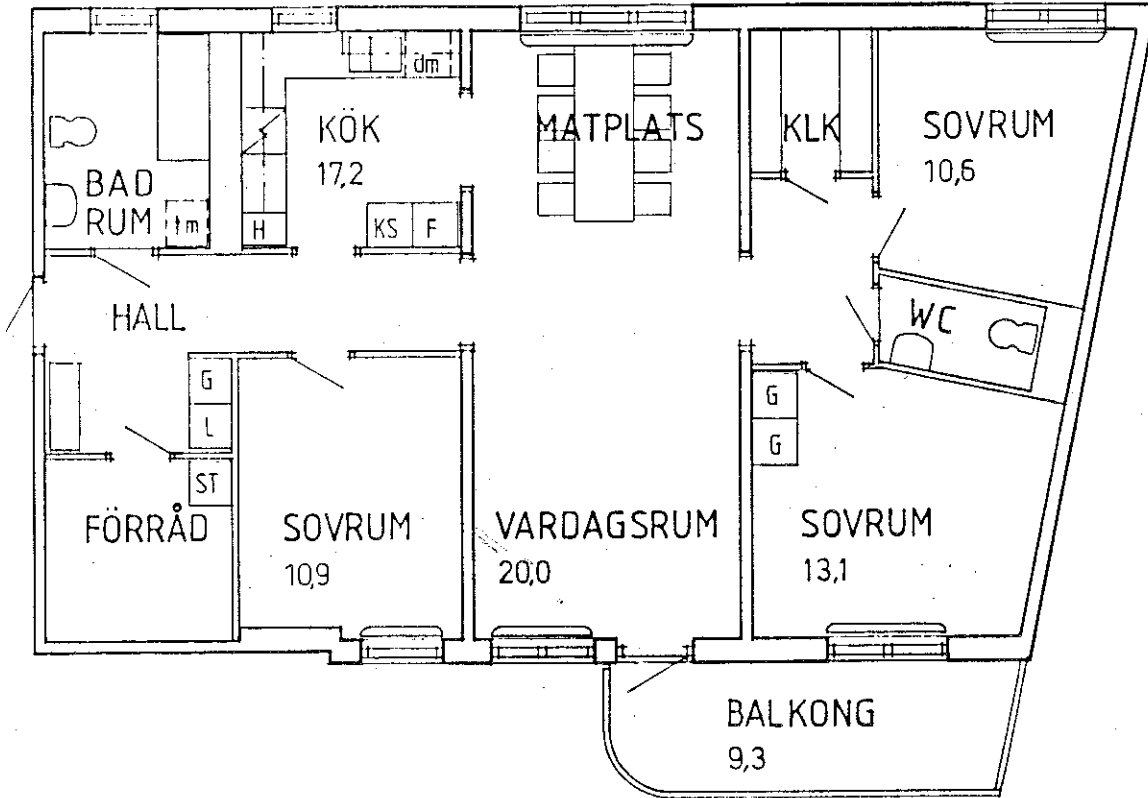 BAD
RUM
tm
KÖK
17,2
dm
H
KS
F
MATPLATS
KLK
SOVRUM
10,6
HALL
WC
G
L
ST
G
G
FÖRRÅD
SOVRUM
10,9
VARDAGSRUM
20,0
SOVRUM
13,1
BALKONG
9,3